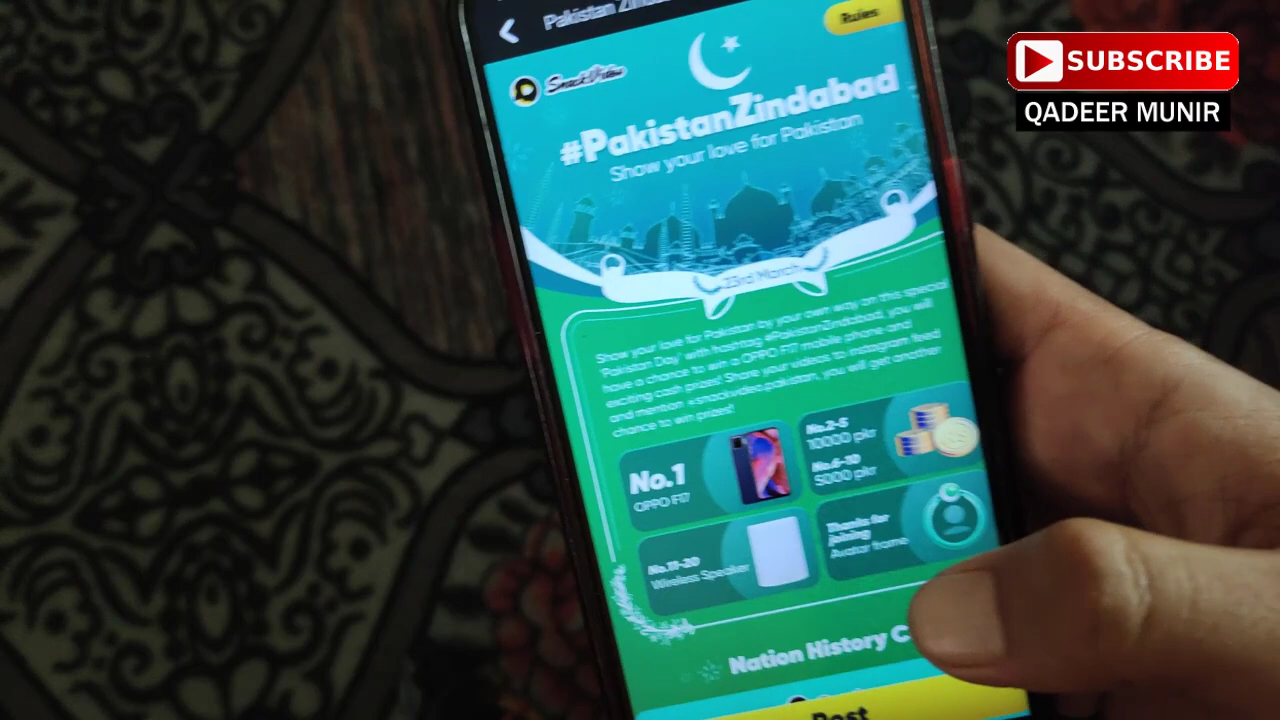 Pakistan Zinda
Rules
SnackVideo
#PakistanZindabad
Show your love for Pakistan
23rd March
Show your love for Pakistan by your own way on this special
'Pakistan Day' with hashtag #PakistanZindabad, you will
have a chance to win a OPPO F17 mobile phone and
exciting cash prizes! Share your videos to instagram feed
and mention +snackvideo.pakistan, you will get another
chance to win prizes!
No.1
OPPO F17
No.2-5
10000 pkr
No.6-10
5000 pkr
No.11-20
Wireless Speaker
Thanks for
joining
Avatar frame
Nation History C
Post
SUBSCRIBE
QADEER MUNIR